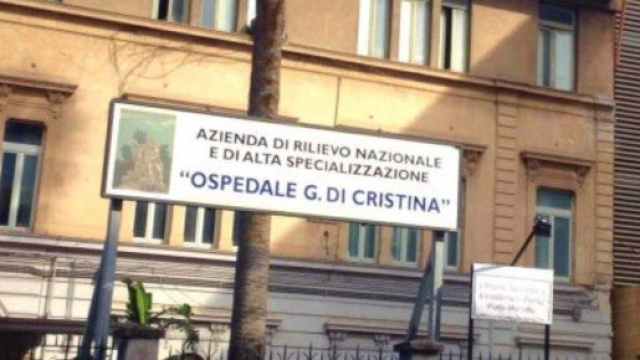 AZIENDA DI RILIEVO NAZIONALE
E DI ALTA SPECIALIZZAZIONE
"OSPEDALE G. DI CRISTINA"